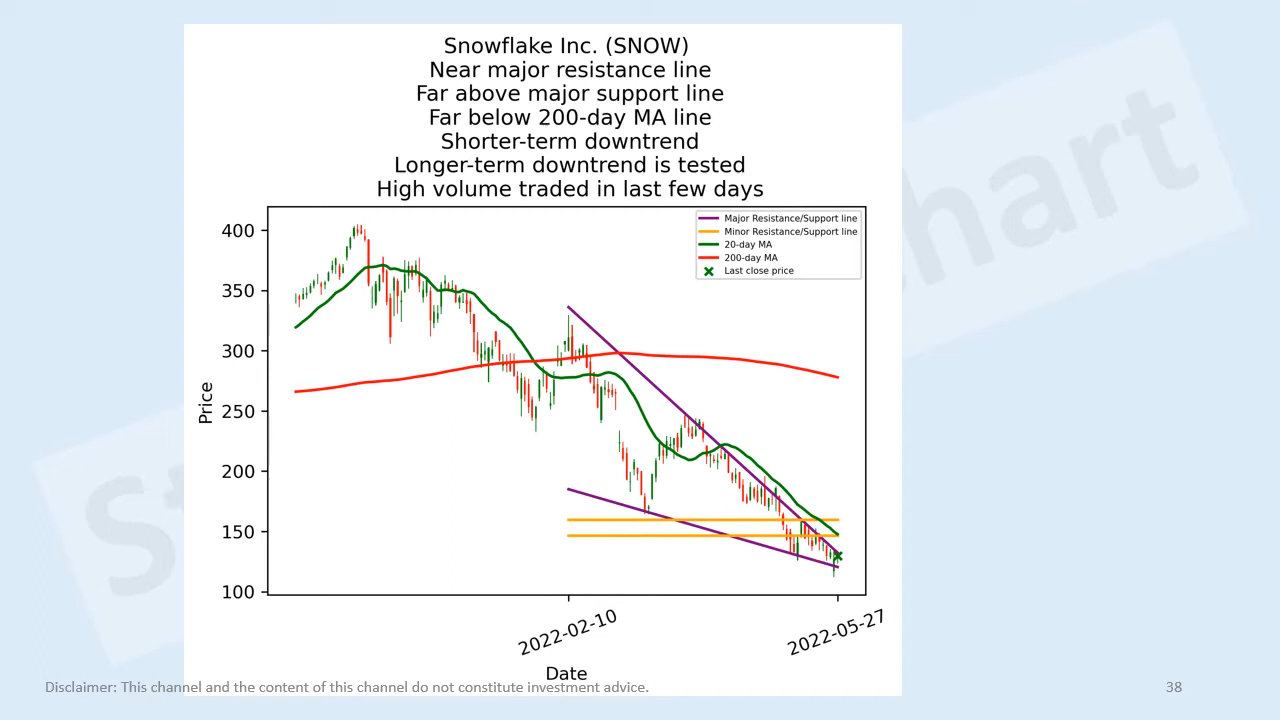 Snowflake Inc. (SNOW)
Near major resistance line
Far above major support line
Far below 200-day MA line
Shorter-term downtrend
Longer-term downtrend is tested
High volume traded in last few days
Major Resistance/Support line
Minor Resistance/Support line
20-day MA
200-day MA
Last close price
400
350
300
250
200
150
100
Price
2022-02-10
2022-05-27
Date
Disclaimer: This channel and the content of this channel do not constitute investment advice.
38